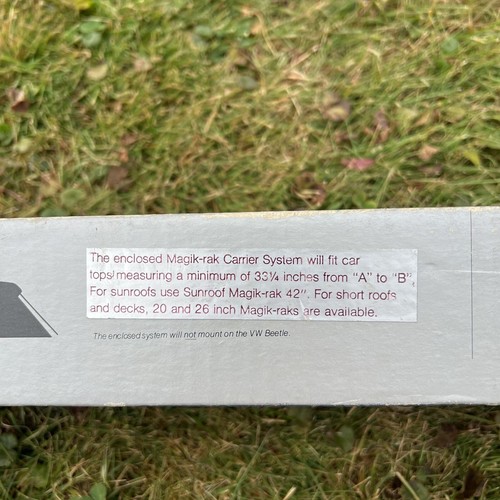 The enclosed Magik-rak Carrier System will fit car
tops measuring a minimum of 33¼ inches from "A" to "B".
For sunroofs use Sunroof Magik-rak 42". For short roofs
and decks, 20 and 26 inch Magik-raks are available.
The enclosed system will not mount on the VW Beetle.